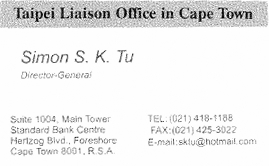 Taipei Liaison Office in Cape Town
Simon S. K. Tu
Director-General
Suite 1004, Main Tower
Standard Bank Centre
Hertzog Blvd., Foreshore
Cape Town 8001, R.S.A.
TEL: (021) 418-1188
FAX:(021) 425-3022
E-mail:sktu@hotmail.com